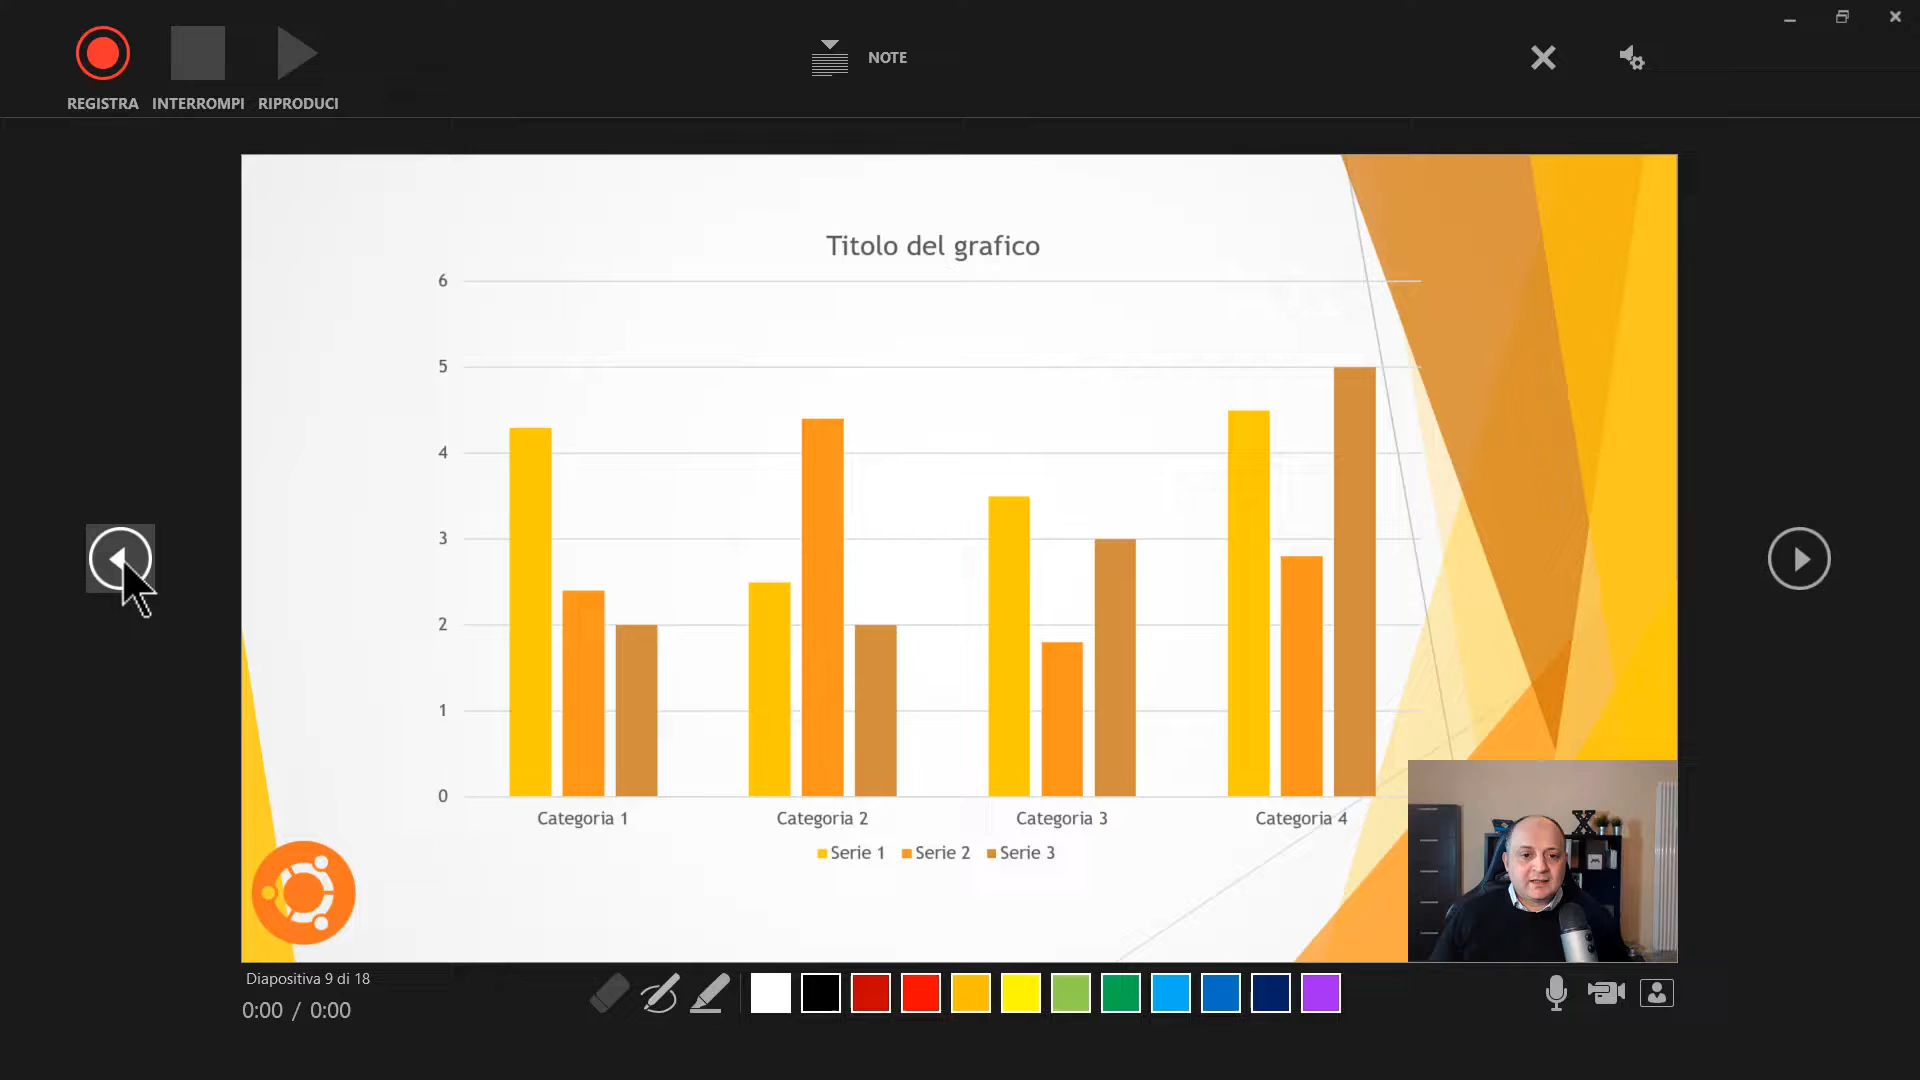 REGISTRA INTERROMPI RIPRODUCI
NOTE
Titolo del grafico
6
5
4
3
2
1
0
Categoria 1 Categoria 2 Categoria 3 Categoria 4
Serie 1 Serie 2 Serie 3
Diapositiva 9 di 18
0:00 / 0:00